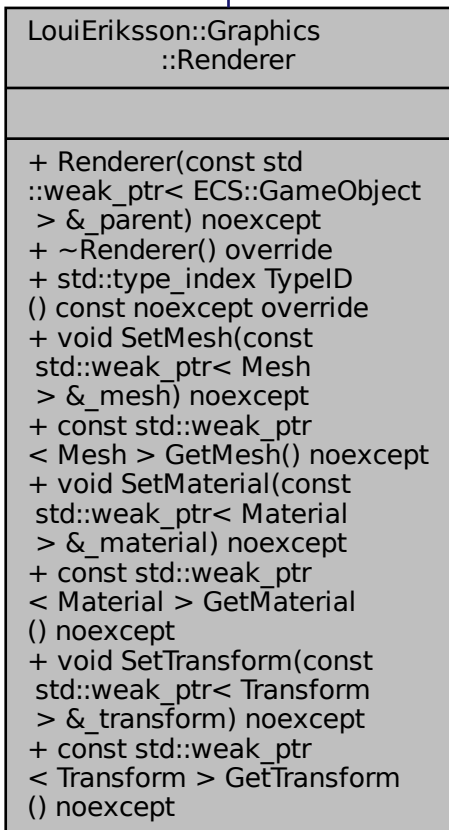 LouiEriksson::Graphics
::Renderer
+ Renderer(const std
::weak_ptr< ECS::GameObject
> &_parent) noexcept
+ ~Renderer() override
+ std::type_index TypeID
() const noexcept override
+ void SetMesh(const
std::weak_ptr< Mesh
> &_mesh) noexcept
+ const std::weak_ptr
< Mesh > GetMesh() noexcept
+ void SetMaterial(const
std::weak_ptr< Material
> &_material) noexcept
+ const std::weak_ptr
< Material > GetMaterial
() noexcept
+ void SetTransform(const
std::weak_ptr< Transform
> &_transform) noexcept
+ const std::weak_ptr
< Transform > GetTransform
() noexcept